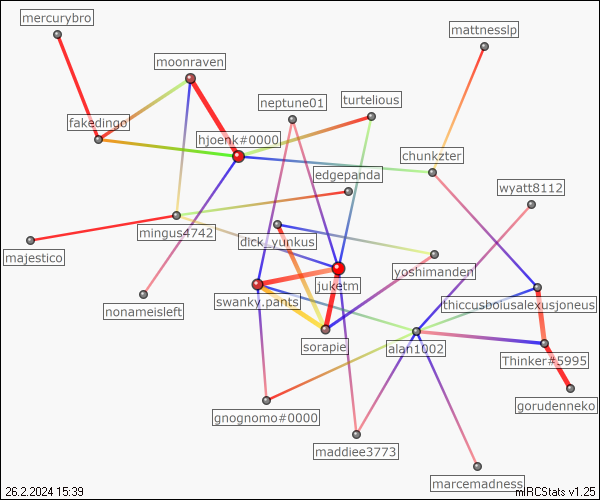 mercurybro
mattnesslp
moonraven
neptune01
turtelious
fakedingo
hjoenk#0000
chunkzter
edgepanda
wyatt8112
mingus4742
dick_yunkus
majestico
yoshimanden
juketm
swanky.pants
thiccusboiusalexusjoneus
nonameisleft
sorapie
alan1002
Thinker#5995
gorudenneko
gnognomo#0000
maddiee3773
marcemadness
26.2.2024 15:39
mIRCStats v1.25